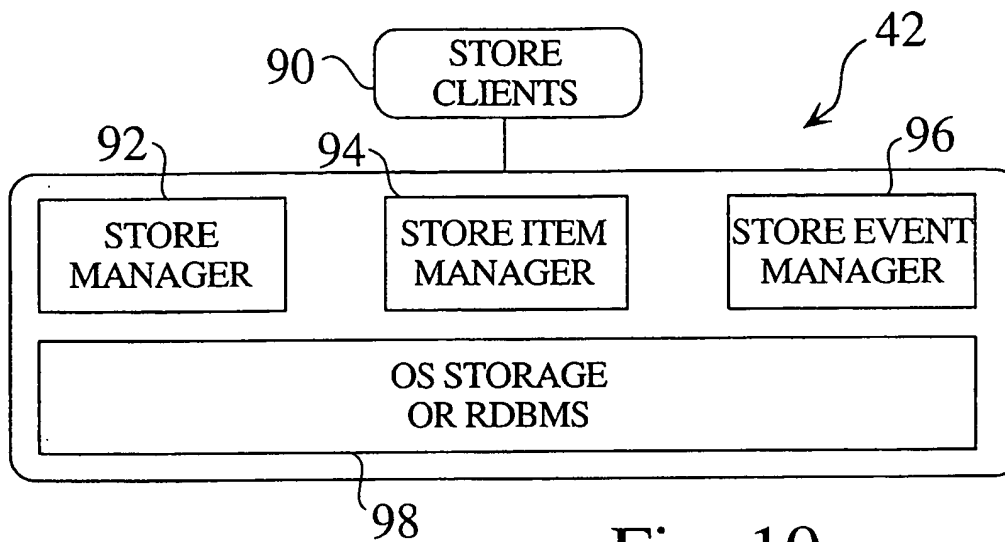 STORE
CLIENTS
90
42
92
94
96
STORE
MANAGER
STORE ITEM
MANAGER
STORE EVENT
MANAGER
OS STORAGE
OR RDBMS
98